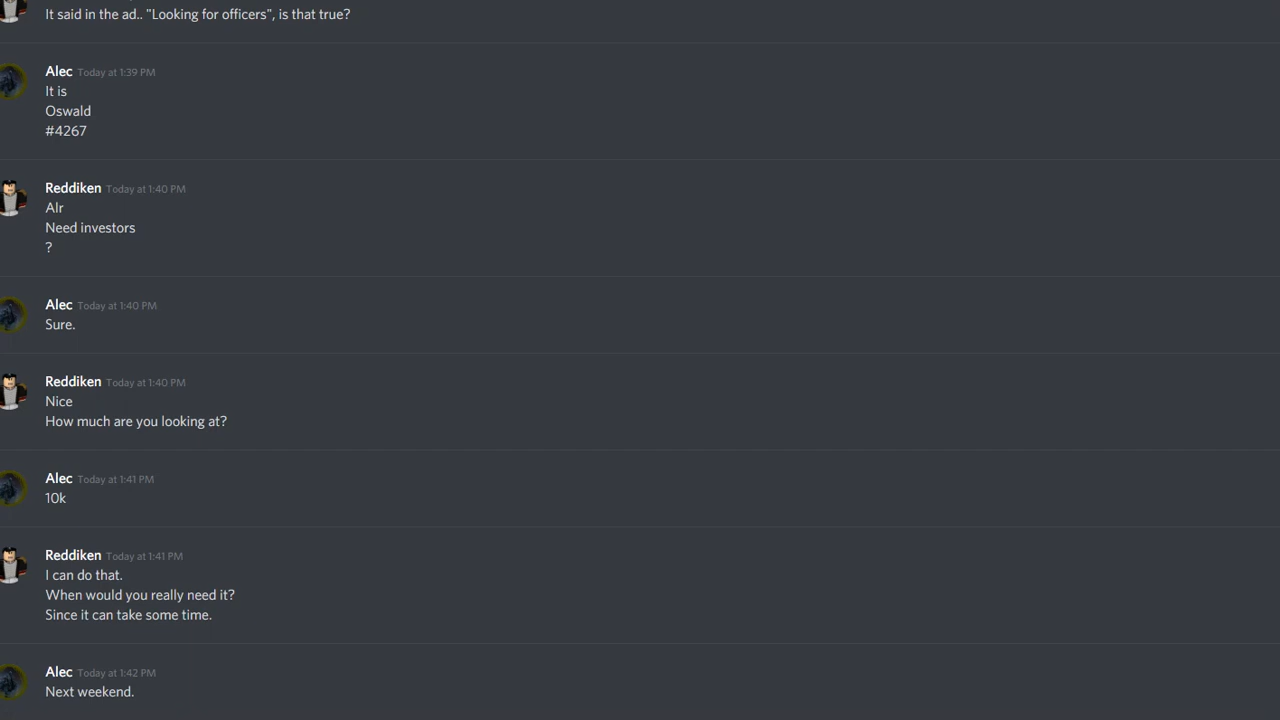 It said in the ad.. "Looking for officers", is that true?
Alec Today at 1:39 PM
It is
Oswald
#4267
Reddiken Today at 1:40 PM
Alr
Need investors
?
Alec Today at 1:40 PM
Sure.
Reddiken Today at 1:40 PM
Nice
How much are you looking at?
Alec Today at 1:41 PM
10k
Reddiken Today at 1:41 PM
I can do that.
When would you really need it?
Since it can take some time.
Alec Today at 1:42 PM
Next weekend.